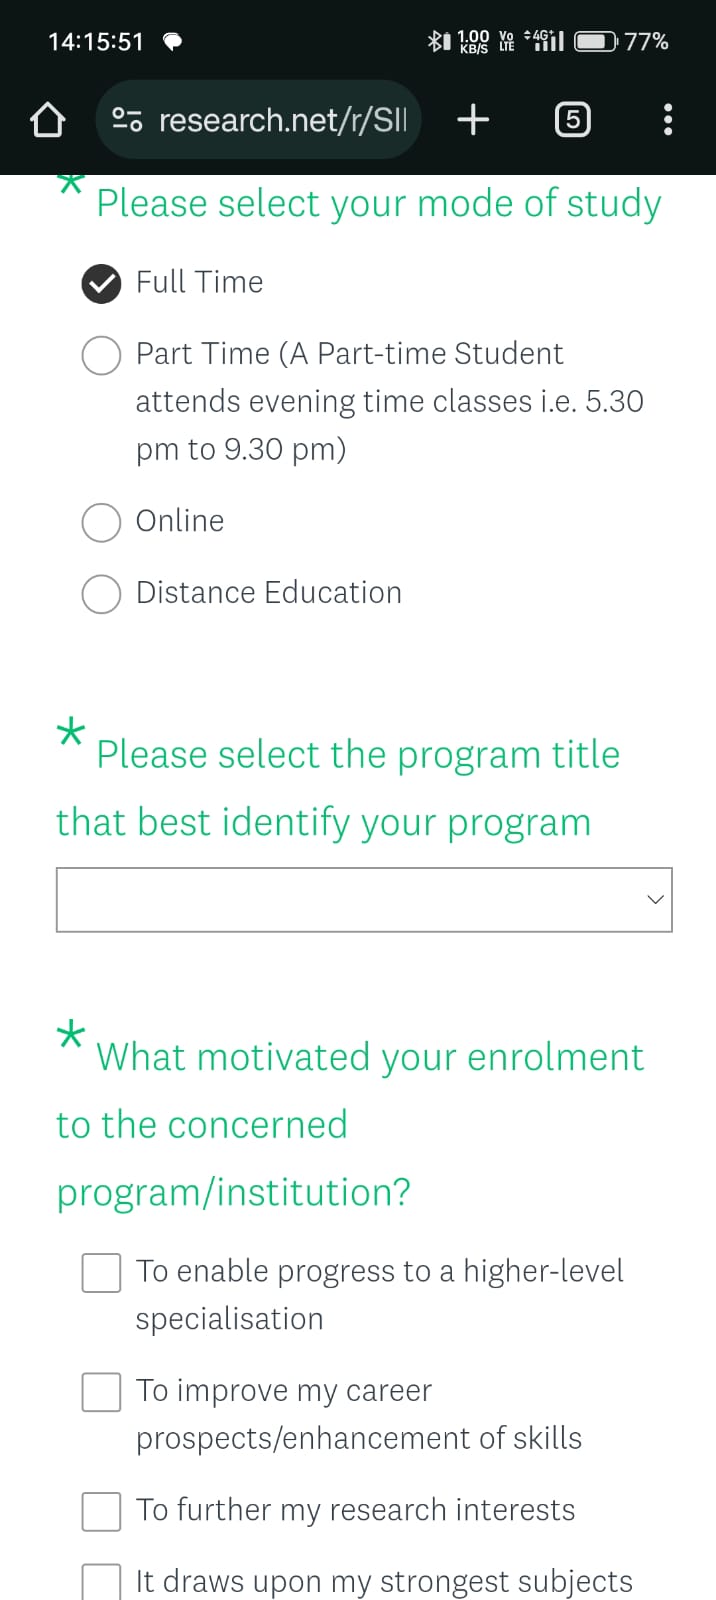 14:15:51
1.00 KB/S Vo LTE 4G+ 77%
research.net/r/SII
5
* Please select your mode of study
Full Time
Part Time (A Part-time Student
attends evening time classes i.e. 5.30
pm to 9.30 pm)
Online
Distance Education
* Please select the program title
that best identify your program
* What motivated your enrolment
to the concerned
program/institution?
To enable progress to a higher-level
specialisation
To improve my career
prospects/enhancement of skills
To further my research interests
It draws upon my strongest subjects